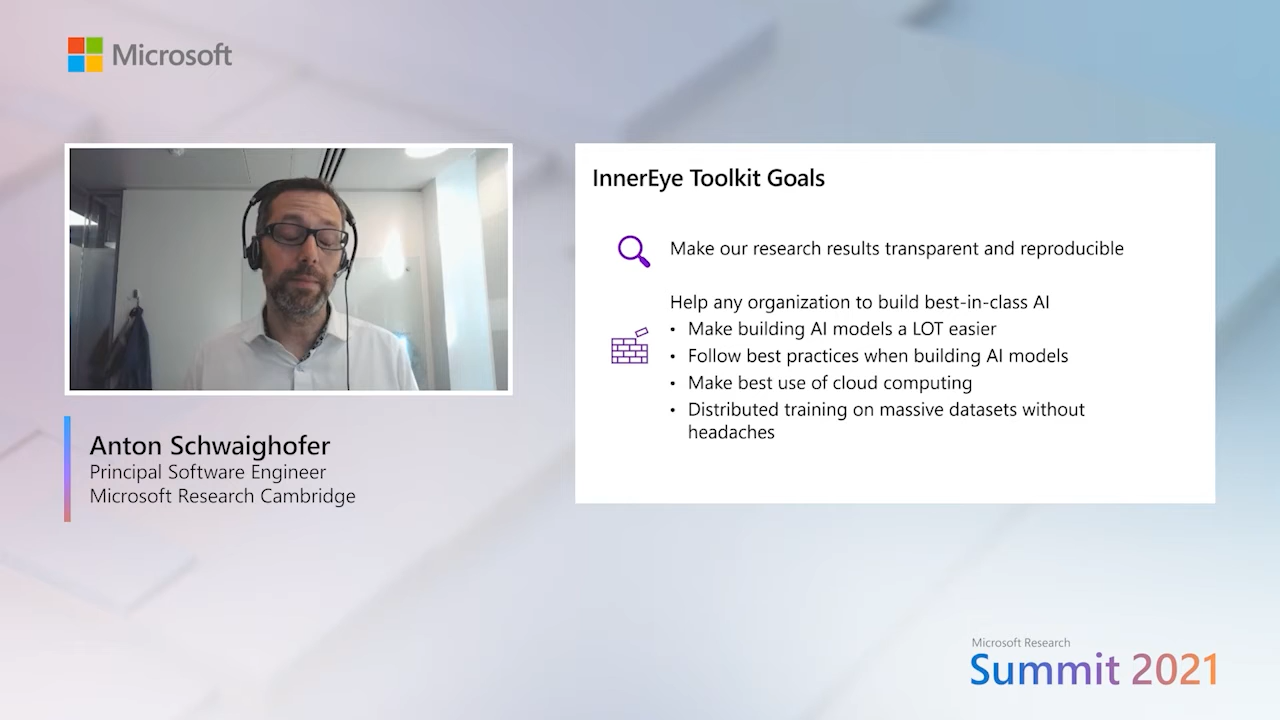 Microsoft
InnerEye Toolkit Goals
Make our research results transparent and reproducible
Help any organization to build best-in-class AI
• Make building AI models a LOT easier
• Follow best practices when building AI models
• Make best use of cloud computing
• Distributed training on massive datasets without
headaches
Anton Schwaighofer
Principal Software Engineer
Microsoft Research Cambridge
Microsoft Research
Summit 2021